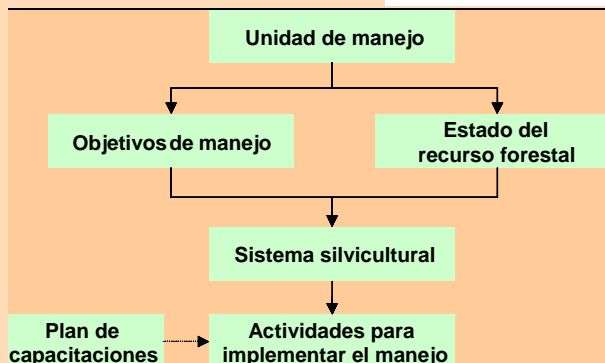 Unidad de manejo
Objetivos de manejo
Estado del
recurso forestal
Sistema silvicultural
Plan de
capacitaciones
Actividades para
implementar el manejo